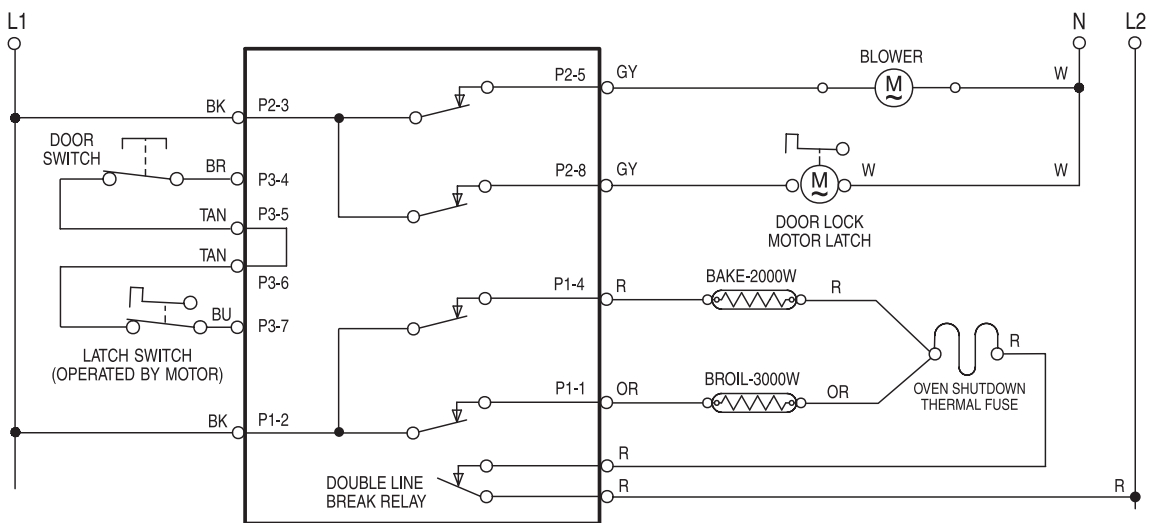 L1
N
L2
BLOWER
P2-5
GY
W
M
BK
P2-3
DOOR
SWITCH
BR
P3-4
P2-8
GY
M
W
W
TAN
P3-5
DOOR LOCK
MOTOR LATCH
TAN
P3-6
BAKE-2000W
P1-4
R
R
BU
P3-7
LATCH SWITCH
(OPERATED BY MOTOR)
R
BROIL-3000W
P1-1
OR
OR
OVEN SHUTDOWN
THERMAL FUSE
BK
P1-2
R
DOUBLE LINE
BREAK RELAY
R
R